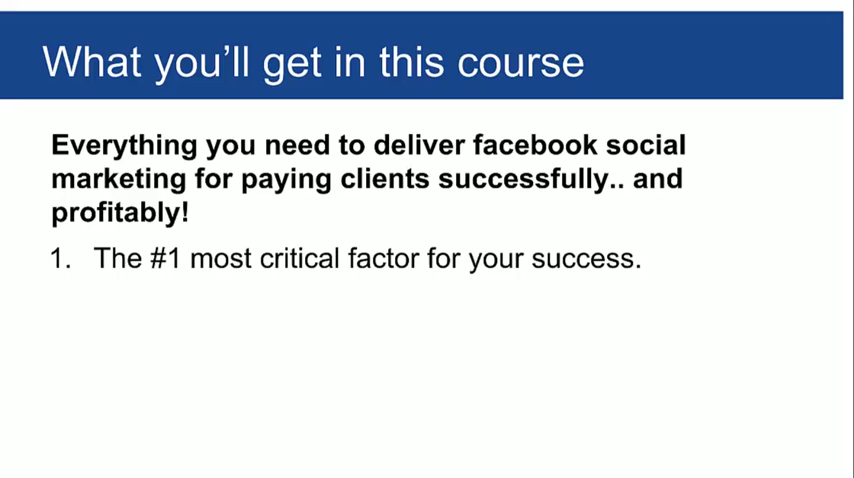 What you’ll get in this course
Everything you need to deliver facebook social
marketing for paying clients successfully.. and
profitably!
1. The #1 most critical factor for your success.